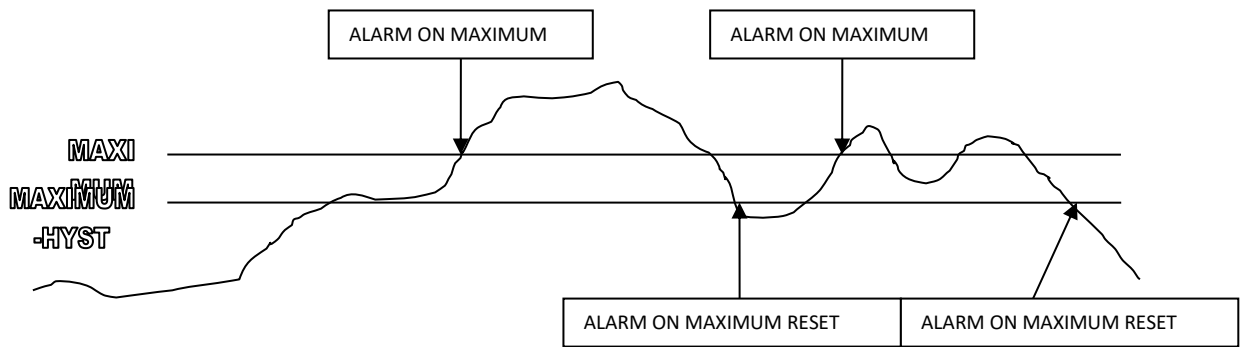 ALARM ON MAXIMUM
ALARM ON MAXIMUM
MAXI
MUM
MAXIMUM
-HYST
ALARM ON MAXIMUM RESET
ALARM ON MAXIMUM RESET